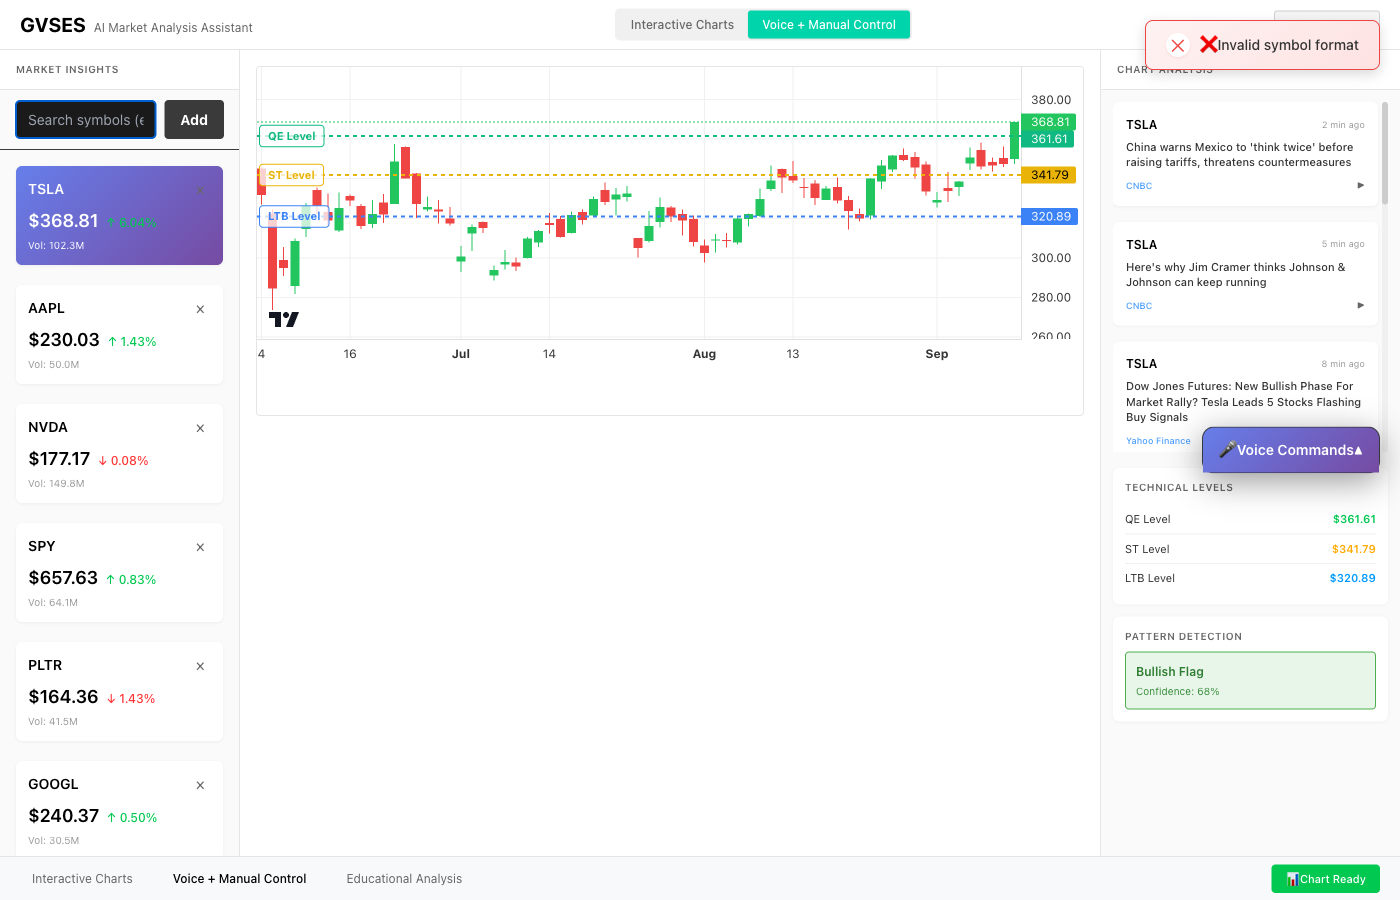 GVSES AI Market Analysis Assistant
Interactive Charts
Voice + Manual Control
❌Invalid symbol format
MARKET INSIGHTS
Search symbols (e
Add
TSLA
$368.81 ↑ 6.04%
Vol: 102.3M
AAPL ×
$230.03 ↑ 1.43%
Vol: 50.0M
NVDA ×
$177.17 ↓ 0.08%
Vol: 149.8M
SPY ×
$657.63 ↑ 0.83%
Vol: 64.1M
PLTR ×
$164.36 ↓ 1.43%
Vol: 41.5M
GOOGL ×
$240.37 ↑ 0.50%
Vol: 30.5M
QE Level
ST Level
LTB Level
380.00
368.81
361.61
341.79
320.89
300.00
280.00
260.00
4 16 Jul 14 Aug 13 Sep
CHART ANALYSIS
TSLA 2 min ago
China warns Mexico to 'think twice' before
raising tariffs, threatens countermeasures
CNBC ▶
TSLA 5 min ago
Here's why Jim Cramer thinks Johnson &
Johnson can keep running
CNBC ▶
TSLA 8 min ago
Dow Jones Futures: New Bullish Phase For
Market Rally? Tesla Leads 5 Stocks Flashing
Buy Signals
Yahoo Finance
🎤Voice Commands▲
TECHNICAL LEVELS
QE Level $361.61
ST Level $341.79
LTB Level $320.89
PATTERN DETECTION
Bullish Flag
Confidence: 68%
Interactive Charts
Voice + Manual Control
Educational Analysis
📊Chart Ready